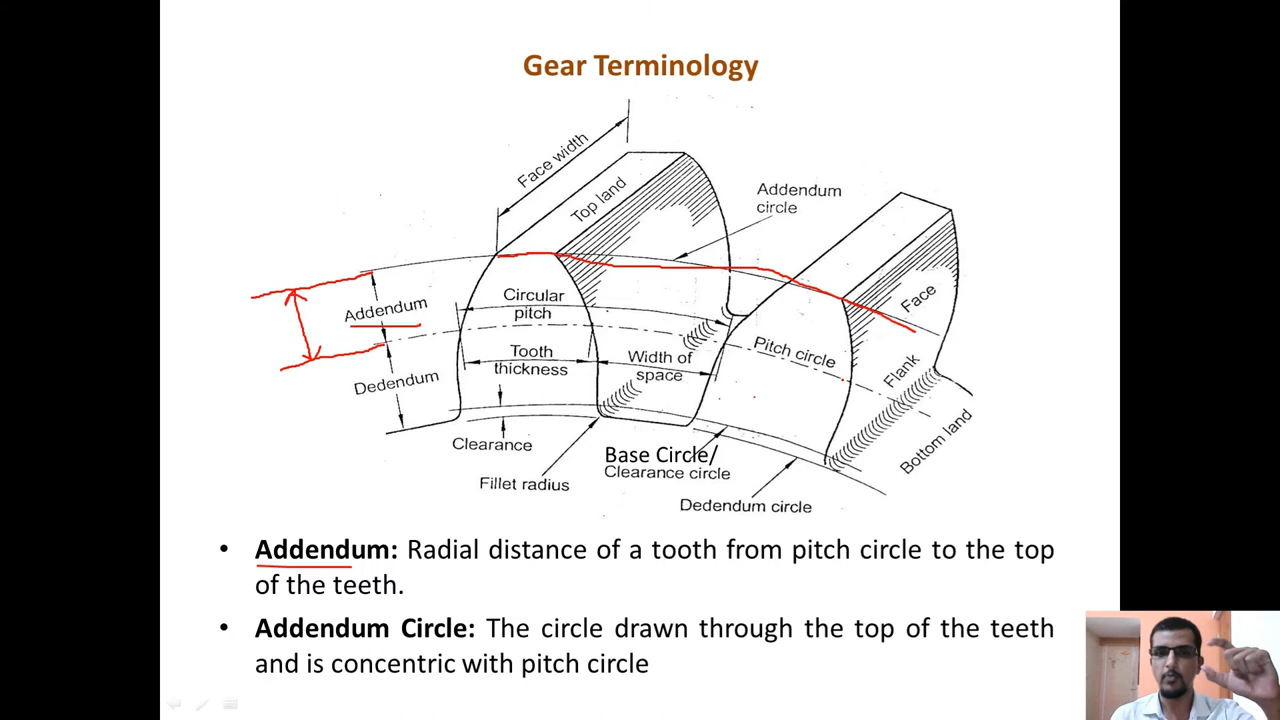 Gear Terminology
Face width
Top land
Addendum
circle
Addendum
Circular
pitch
Face
Tooth
thickness
Width of
space
Pitch circle
Flank
Dedendum
Bottom land
Clearance
Base Circle/
Clearance circle
Fillet radius
Dedendum circle
• Addendum: Radial distance of a tooth from pitch circle to the top
of the teeth.
• Addendum Circle: The circle drawn through the top of the teeth
and is concentric with pitch circle